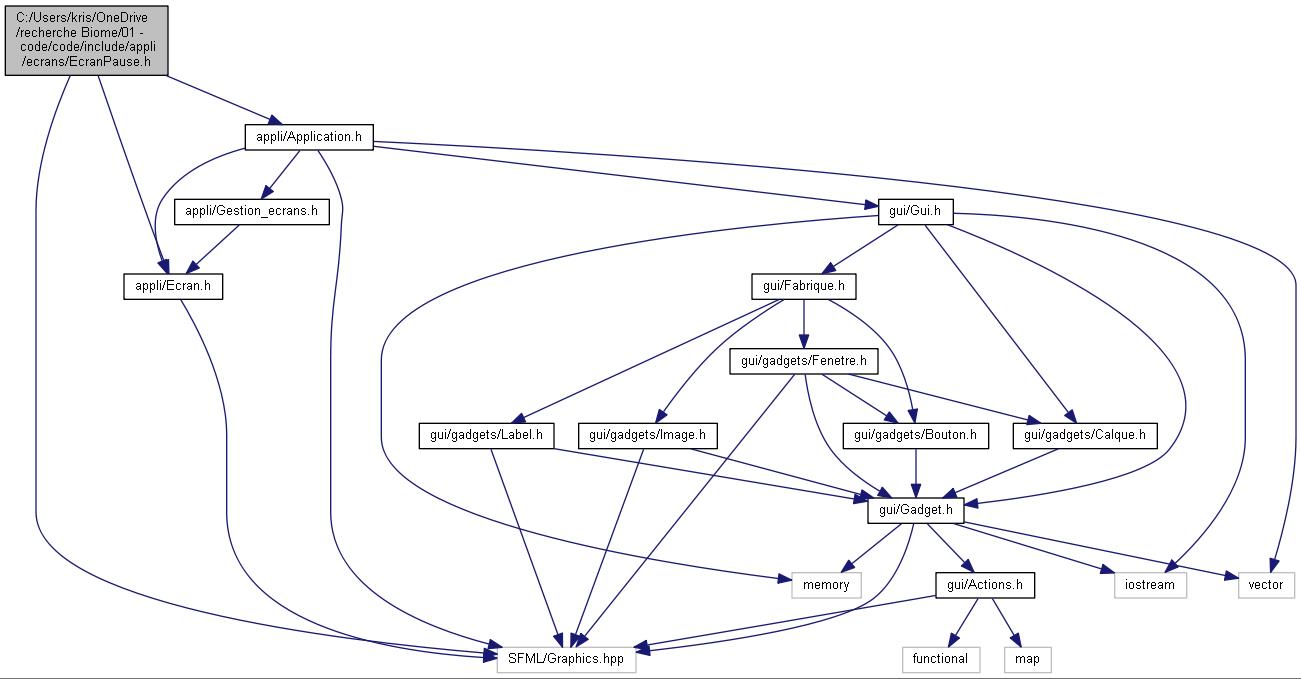 C:/Users/kris/OneDrive
/recherche Biome/01 -
code/code/include/appli
/ecrans/EcranPause.h
appli/Application.h
appli/Gestion_ecrans.h
gui/Gui.h
appli/Ecran.h
gui/Fabrique.h
gui/gadgets/Fenetre.h
gui/gadgets/Label.h
gui/gadgets/Image.h
gui/gadgets/Bouton.h
gui/gadgets/Calque.h
gui/Gadget.h
memory
gui/Actions.h
iostream
vector
SFML/Graphics.hpp
functional
map